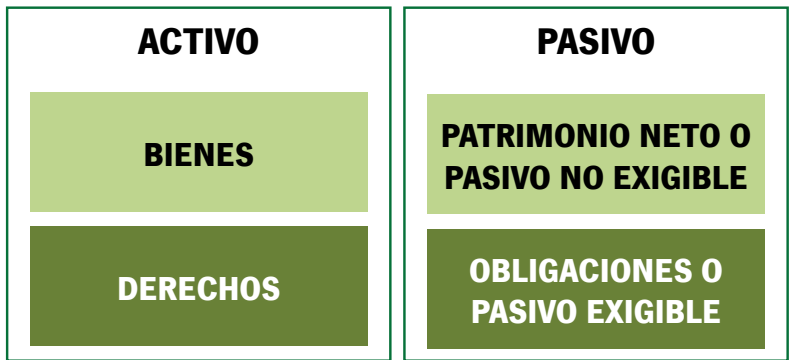 ACTIVO
BIENES
DERECHOS
PASIVO
PATRIMONIO NETO O
PASIVO NO EXIGIBLE
OBLIGACIONES O
PASIVO EXIGIBLE